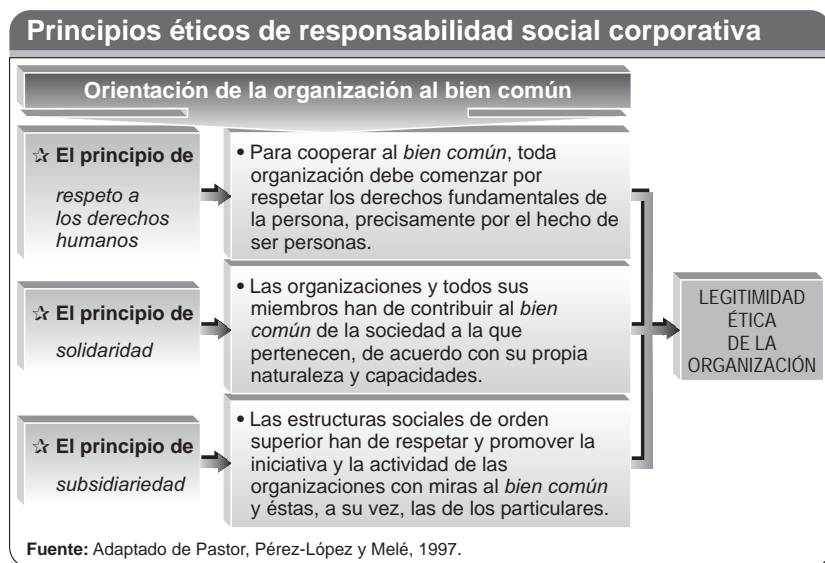 Principios éticos de responsabilidad social corporativa
Orientación de la organización al bien común
☆ El principio de
respeto a
los derechos
humanos
• Para cooperar al bien común, toda
organización debe comenzar por
respetar los derechos fundamentales de
la persona, precisamente por el hecho de
ser personas.
☆ El principio de
solidaridad
• Las organizaciones y todos sus
miembros han de contribuir al bien
común de la sociedad a la que
pertenecen, de acuerdo con su propia
naturaleza y capacidades.
☆ El principio de
subsidiariedad
• Las estructuras sociales de orden
superior han de respetar y promover la
iniciativa y la actividad de las
organizaciones con miras al bien común
y éstas, a su vez, las de los particulares.
LEGITIMIDAD
ÉTICA
DE LA
ORGANIZACIÓN
Fuente: Adaptado de Pastor, Pérez-López y Melé, 1997.